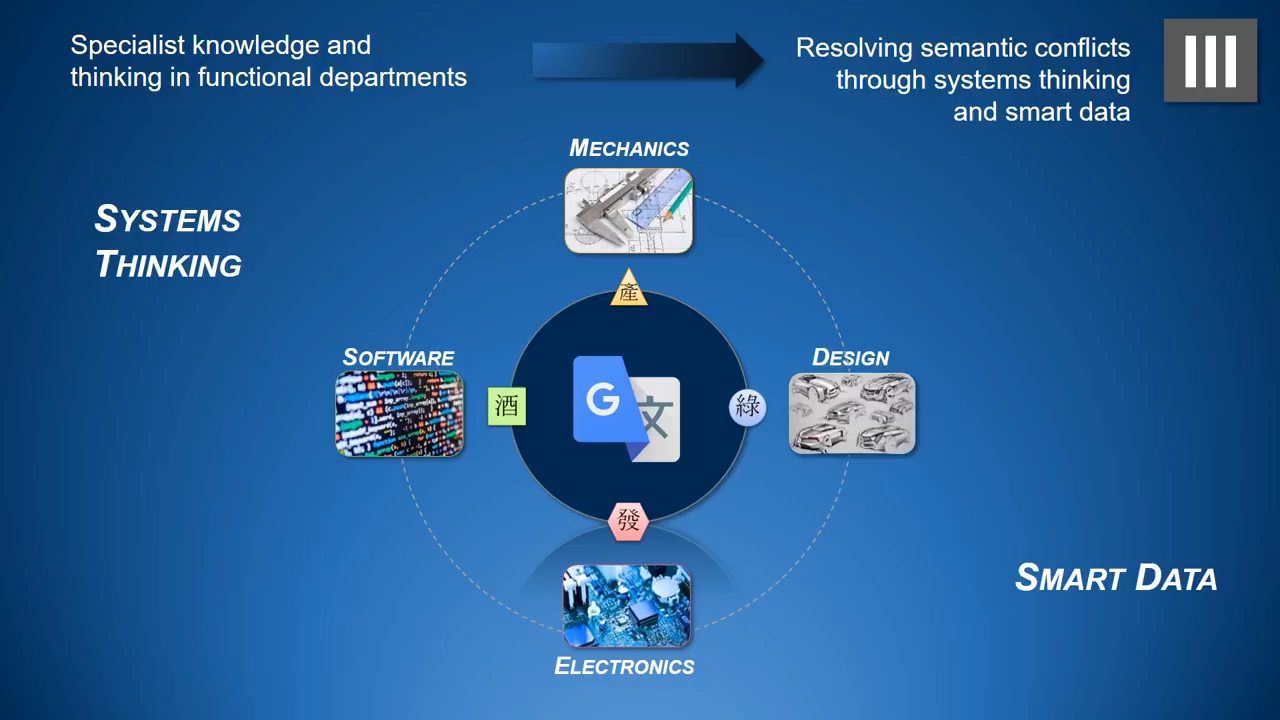 Specialist knowledge and
thinking in functional departments
Resolving semantic conflicts
through systems thinking
and smart data
III
MECHANICS
SYSTEMS
THINKING
產
SOFTWARE
DESIGN
酒
G
文
綠
發
SMART DATA
ELECTRONICS